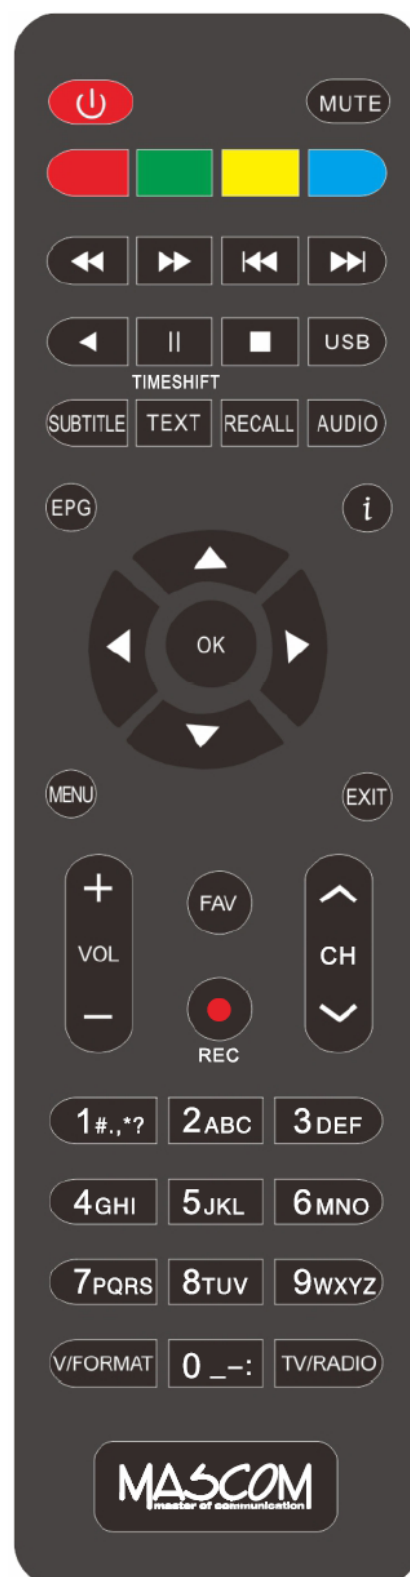 MUTE
USB
TIMESHIFT
SUBTITLE TEXT RECALL AUDIO
EPG i
OK
MENU EXIT
+
VOL FAV CH
–
REC
1#.,*? 2ABC 3DEF
4GHI 5JKL 6MNO
7PQRS 8TUV 9WXYZ
V/FORMAT 0 _–: TV/RADIO
MASCOM
master of communication